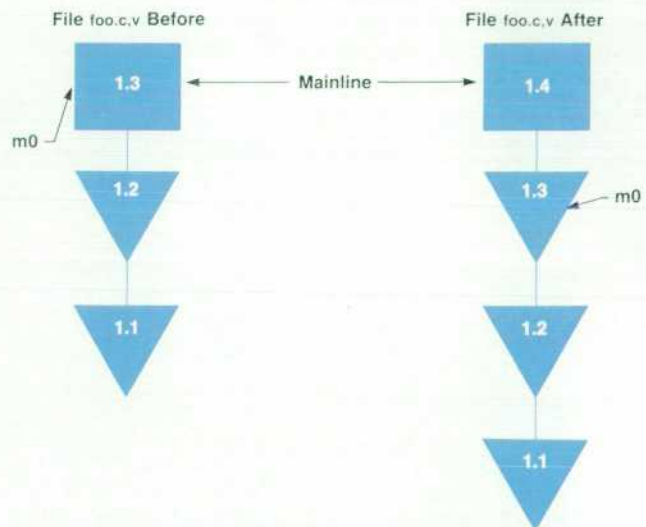 File foo.c,v Before
File foo.c,v After
1.3
Mainline
1.4
m0
1.2
1.3
m0
1.1
1.2
1.1